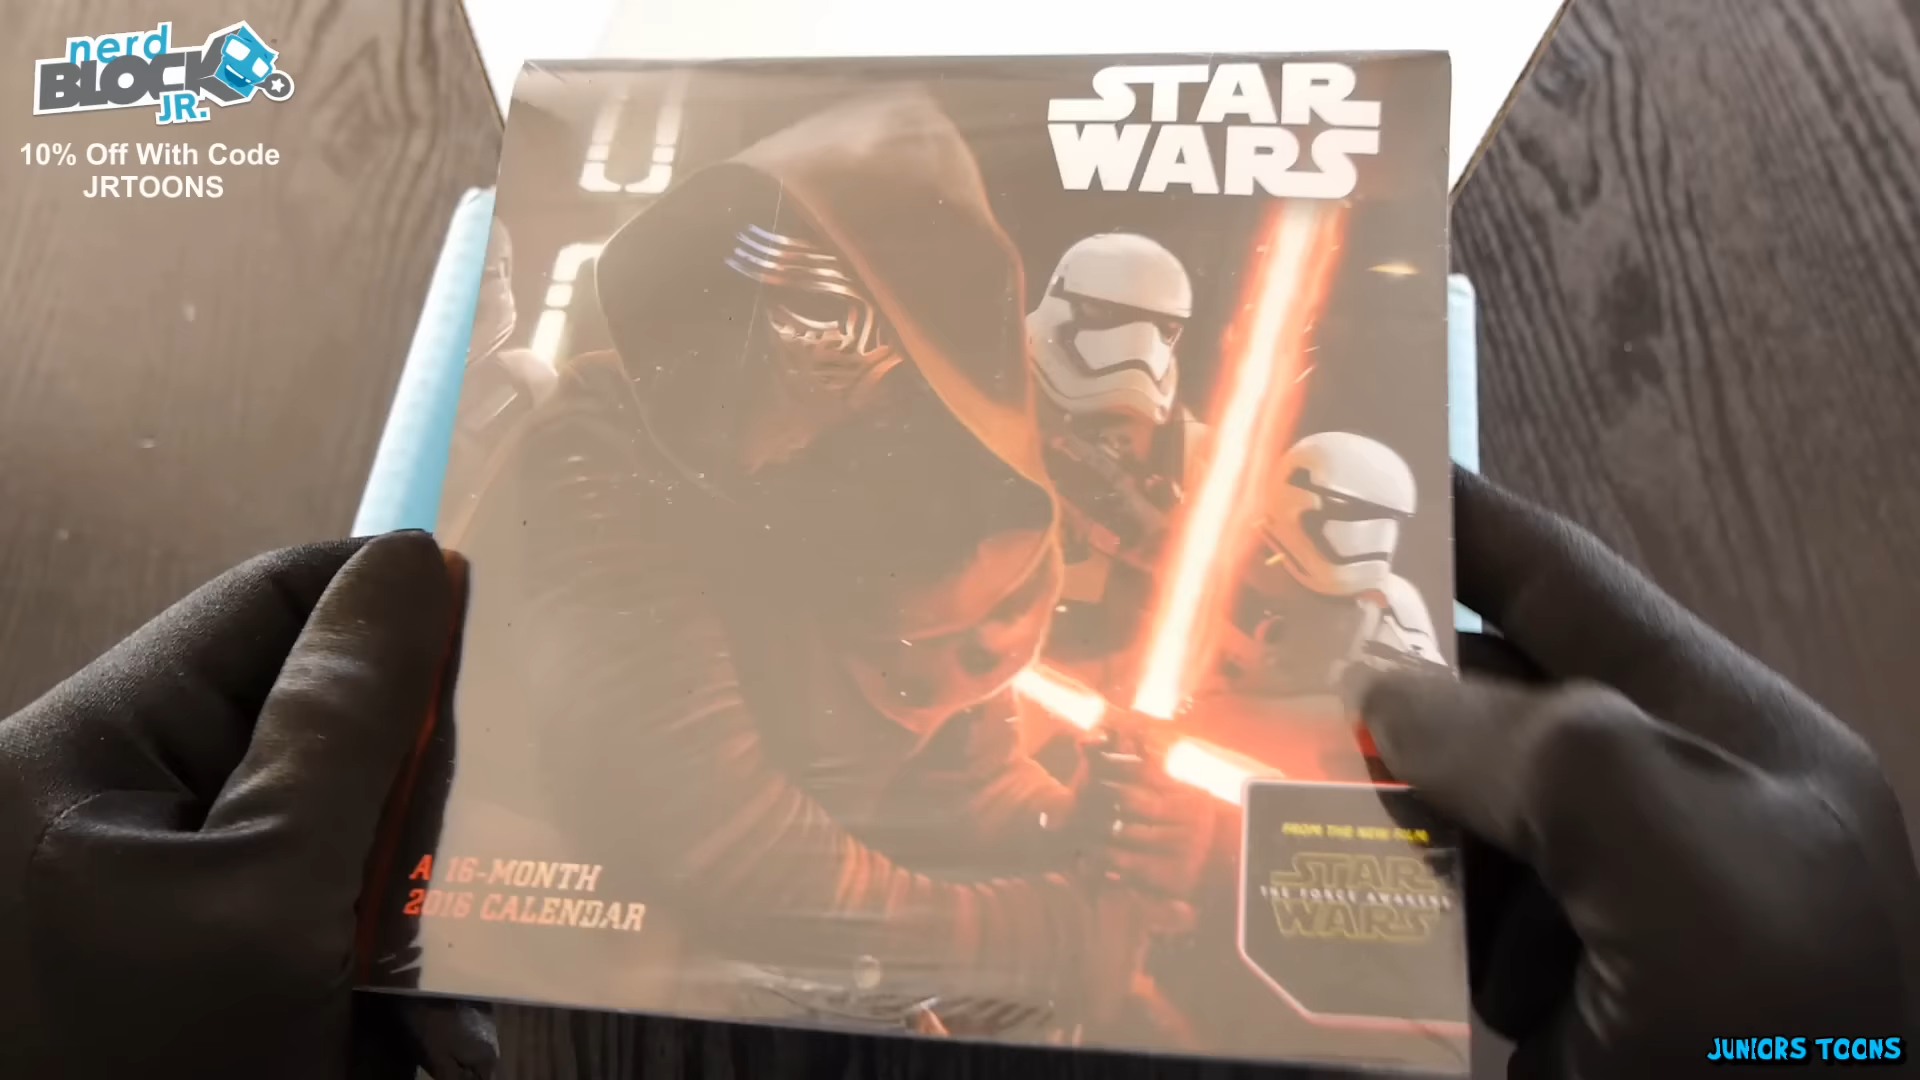 nerd
BLOCK
JR.
10% Off With Code
JRTOONS
STAR
WARS
A 16-MONTH
2016 CALENDAR
FROM THE NEW FILM
STAR
THE FORCE AWAKENS
WARS
JUNIORS TOONS